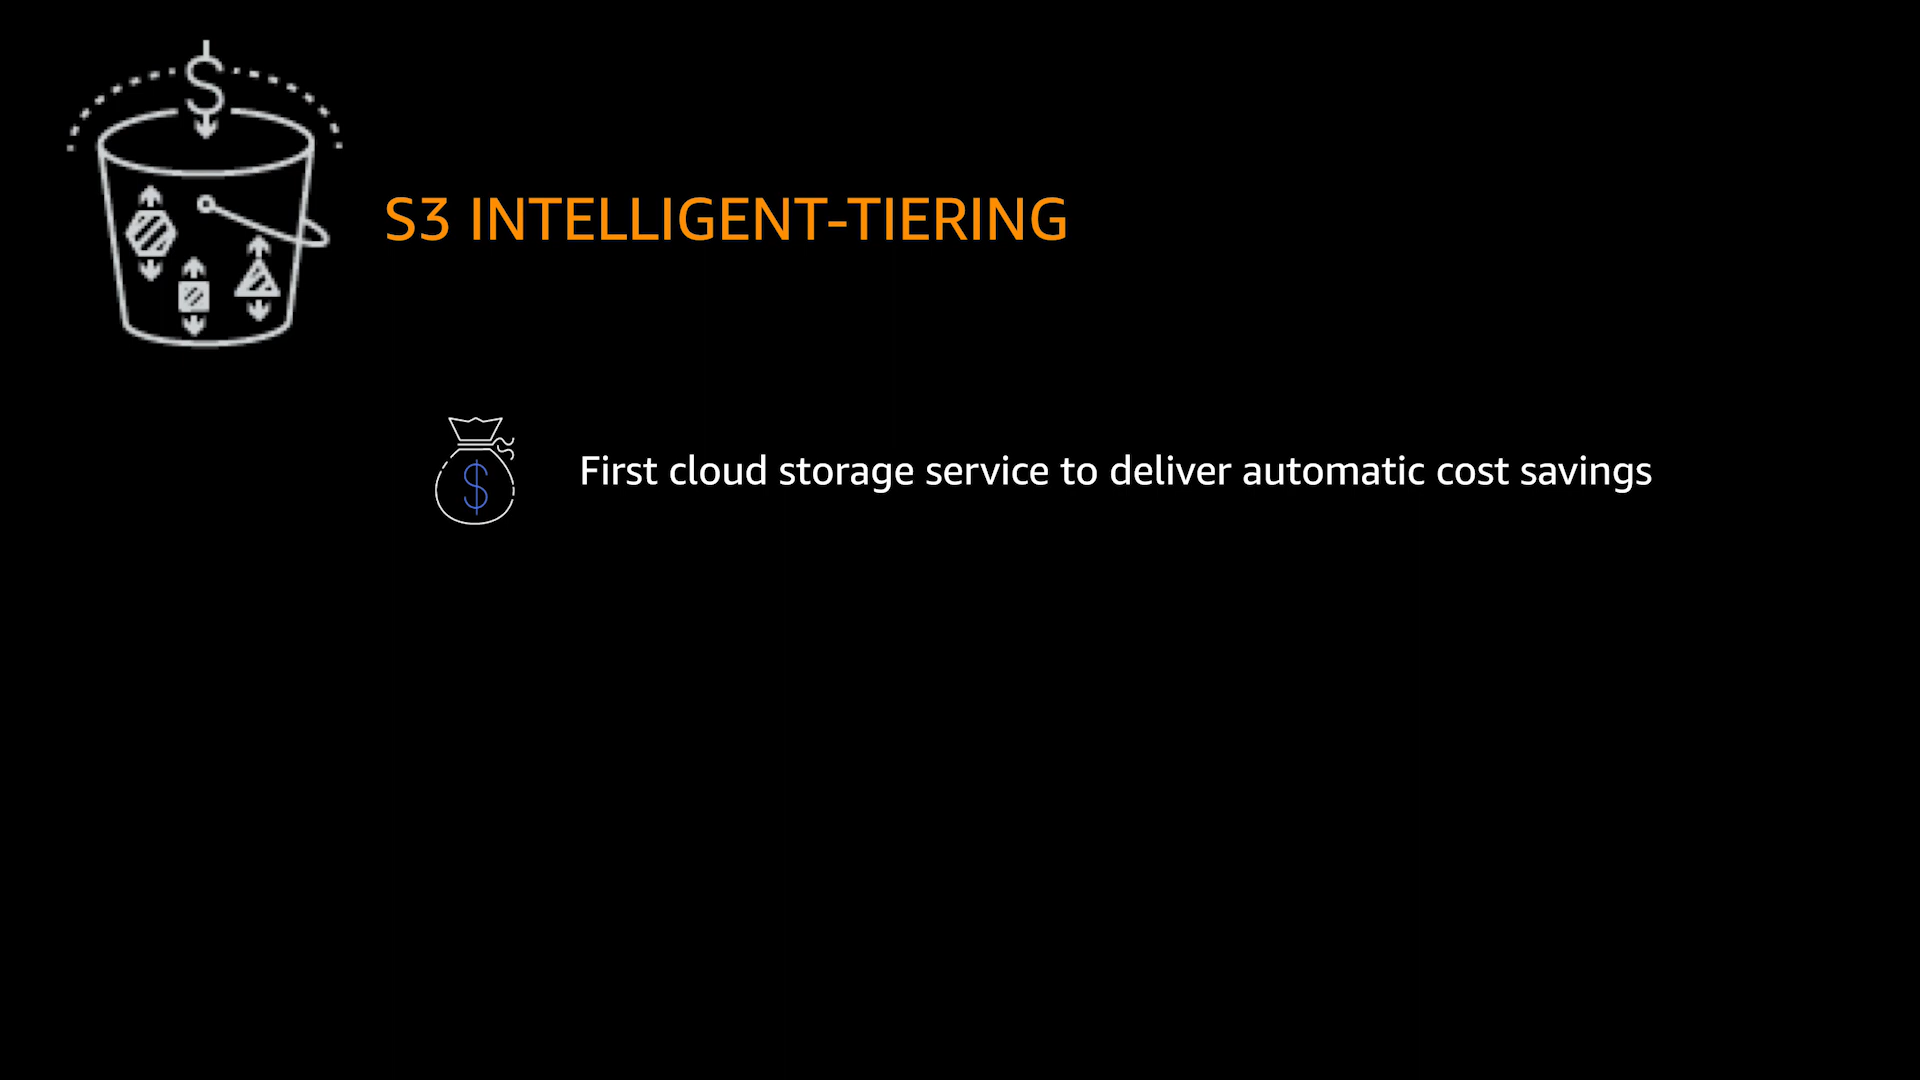 S3 INTELLIGENT-TIERING
First cloud storage service to deliver automatic cost savings